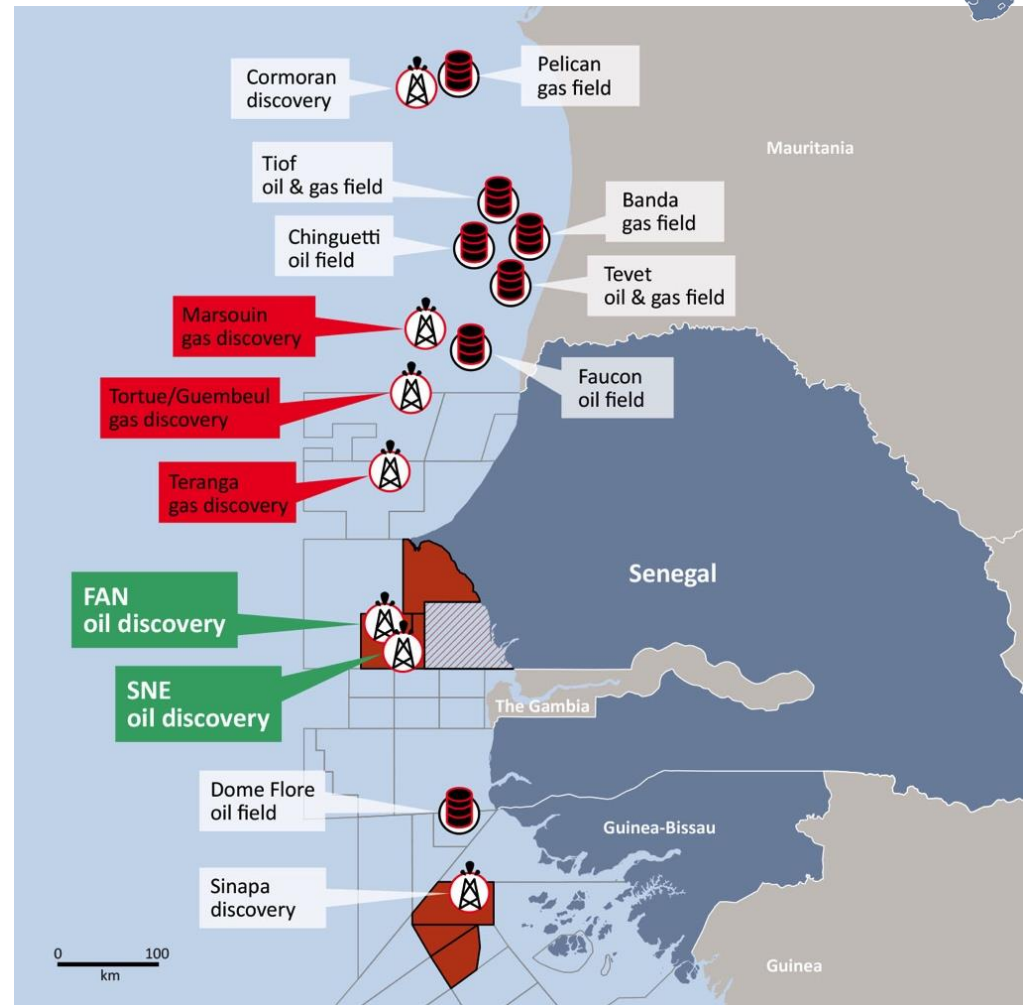 Cormoran
discovery
Pelican
gas field
Mauritania
Tiof
oil & gas field
Banda
gas field
Chinguetti
oil field
Tevet
oil & gas field
Marsouin
gas discovery
Faucon
oil field
Tortue/Guembeul
gas discovery
Teranga
gas discovery
Senegal
FAN
oil discovery
SNE
oil discovery
The Gambia
Dome Flore
oil field
Guinea-Bissau
Sinapa
discovery
0 100
km
Guinea